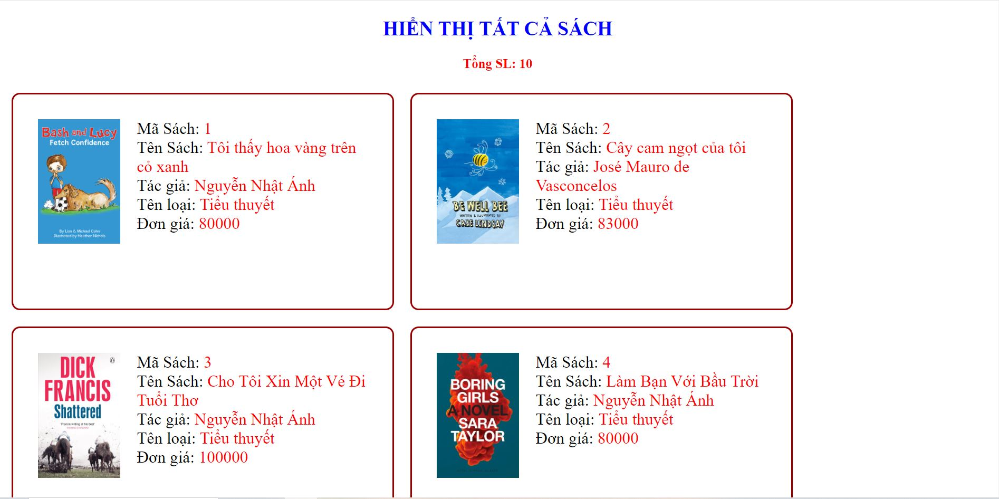 HIỂN THỊ TẤT CẢ SÁCH
Tổng SL: 10
Bash and Lucy
Fetch Confidence
By Lisa & Michael Cohn
Illustrated by Heather Nichols
Mã Sách: 1
Tên Sách: Tôi thấy hoa vàng trên
cỏ xanh
Tác giả: Nguyễn Nhật Ánh
Tên loại: Tiểu thuyết
Đơn giá: 80000
BE WELL BEE
WRITTEN & ILLUSTRATED BY
CADE LINDSAY
Mã Sách: 2
Tên Sách: Cây cam ngọt của tôi
Tác giả: José Mauro de
Vasconcelos
Tên loại: Tiểu thuyết
Đơn giá: 83000
DICK
FRANCIS
Shattered
'Francis writing at his best'
EVENING STANDARD
Mã Sách: 3
Tên Sách: Cho Tôi Xin Một Vé Đi
Tuổi Thơ
Tác giả: Nguyễn Nhật Ánh
Tên loại: Tiểu thuyết
Đơn giá: 100000
BORING
GIRLS
A NOVEL
SARA
TAYLOR
Mã Sách: 4
Tên Sách: Làm Bạn Với Bầu Trời
Tác giả: Nguyễn Nhật Ánh
Tên loại: Tiểu thuyết
Đơn giá: 80000